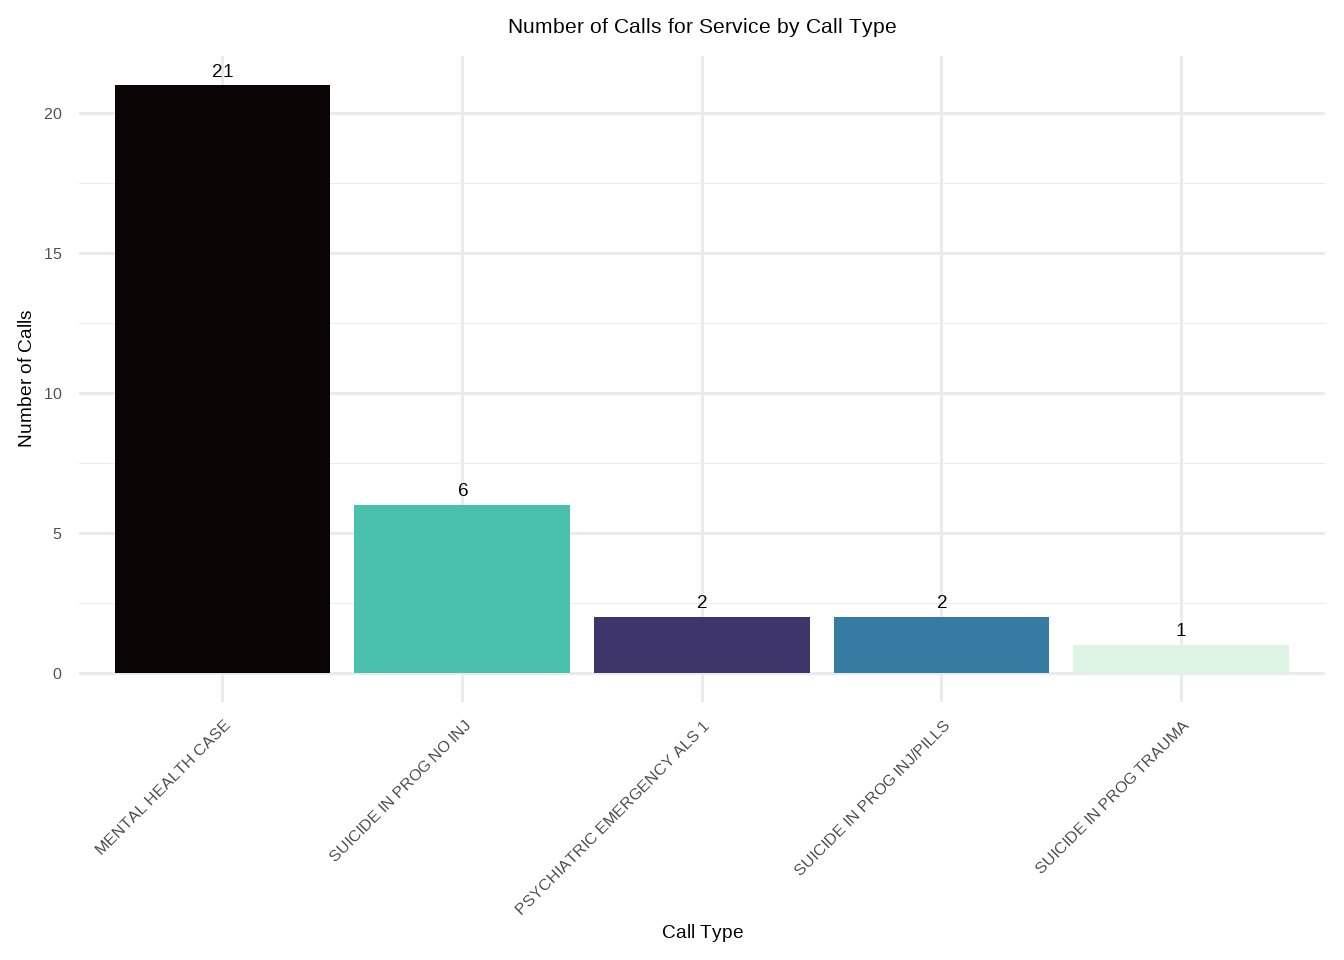 Number of Calls for Service by Call Type
Number of Calls
20
15
10
5
0
21
6
2
2
1
MENTAL HEALTH CASE
SUICIDE IN PROG NO INJ
PSYCHIATRIC EMERGENCY ALS 1
SUICIDE IN PROG INJ/PILLS
SUICIDE IN PROG TRAUMA
Call Type